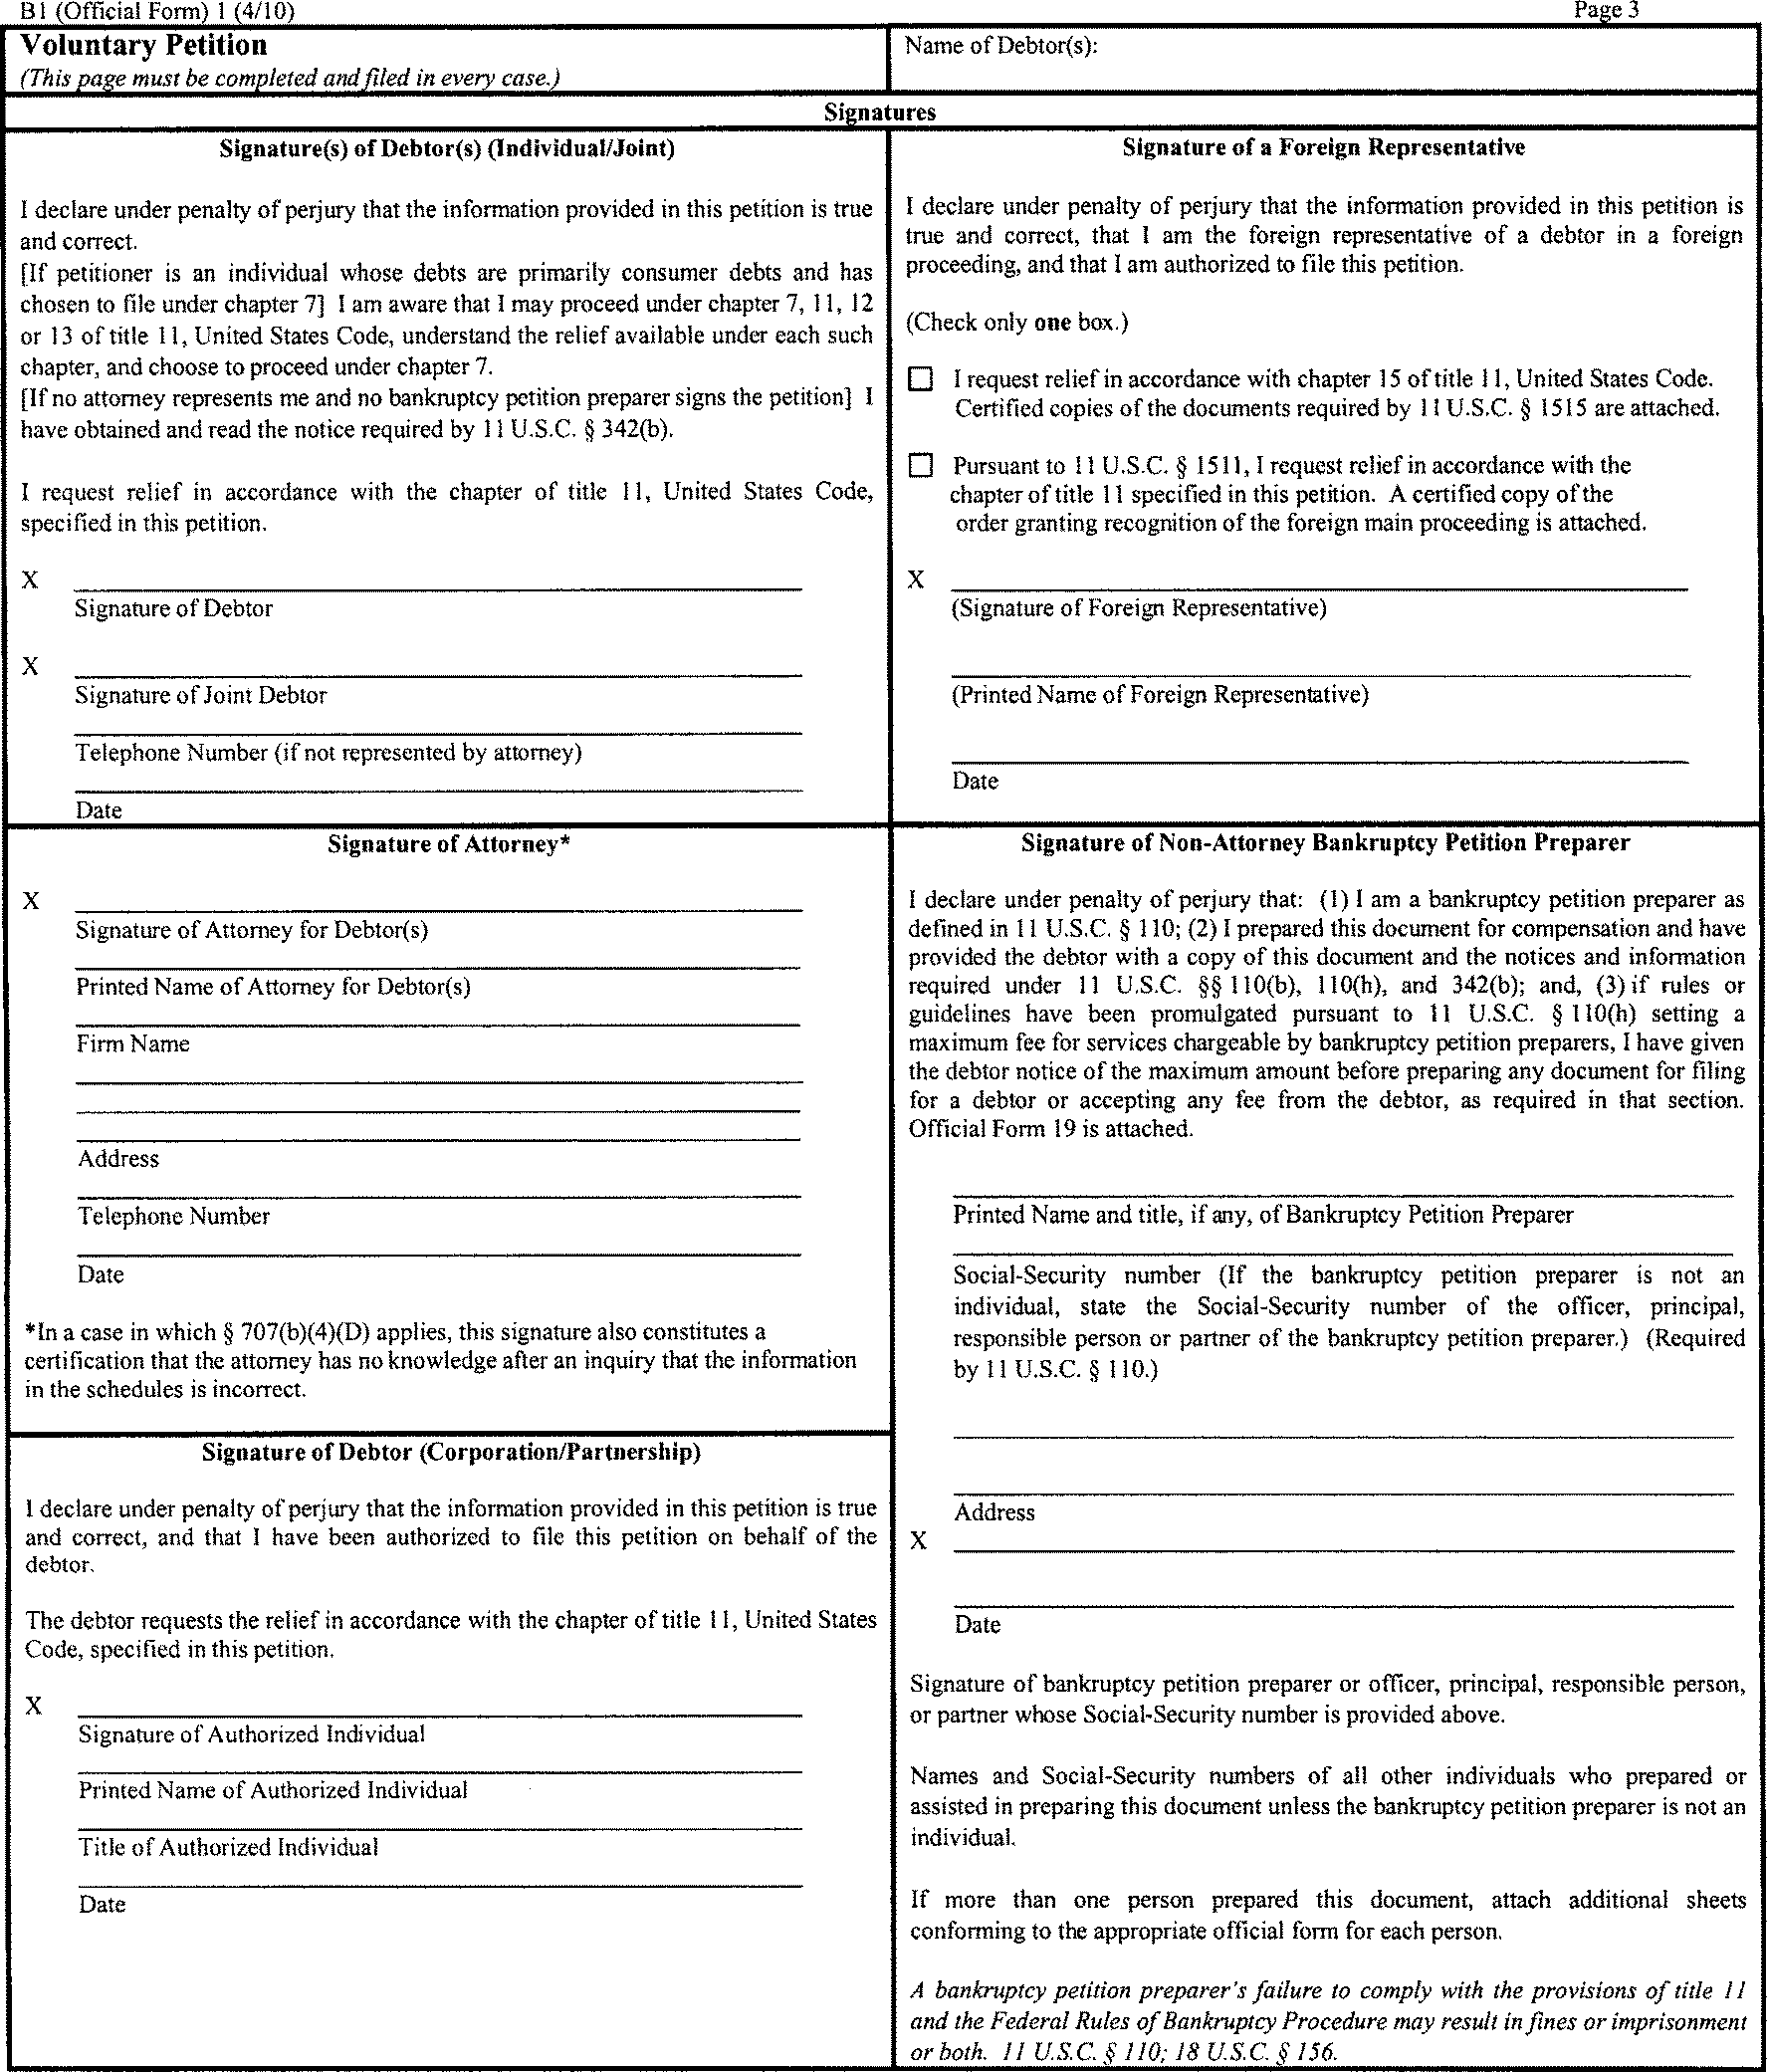 B1 (Official Form) 1 (4/10) Page 3
Voluntary Petition
(This page must be completed and filed in every case.)
Name of Debtor(s):
Signatures
Signature(s) of Debtor(s) (Individual/Joint)
I declare under penalty of perjury that the information provided in this petition is true
and correct.
[If petitioner is an individual whose debts are primarily consumer debts and has
chosen to file under chapter 7] I am aware that I may proceed under chapter 7, 11, 12
or 13 of title 11, United States Code, understand the relief available under each such
chapter, and choose to proceed under chapter 7.
[If no attorney represents me and no bankruptcy petition preparer signs the petition] I
have obtained and read the notice required by 11 U.S.C. § 342(b).
I request relief in accordance with the chapter of title 11, United States Code,
specified in this petition.
X
Signature of Debtor
X
Signature of Joint Debtor
Telephone Number (if not represented by attorney)
Date
Signature of a Foreign Representative
I declare under penalty of perjury that the information provided in this petition is
true and correct, that I am the foreign representative of a debtor in a foreign
proceeding, and that I am authorized to file this petition.
(Check only one box.)
☐ I request relief in accordance with chapter 15 of title 11, United States Code.
Certified copies of the documents required by 11 U.S.C. § 1515 are attached.
☐ Pursuant to 11 U.S.C. § 1511, I request relief in accordance with the
chapter of title 11 specified in this petition. A certified copy of the
order granting recognition of the foreign main proceeding is attached.
X
(Signature of Foreign Representative)
(Printed Name of Foreign Representative)
Date
Signature of Attorney*
X
Signature of Attorney for Debtor(s)
Printed Name of Attorney for Debtor(s)
Firm Name
Address
Telephone Number
Date
*In a case in which § 707(b)(4)(D) applies, this signature also constitutes a
certification that the attorney has no knowledge after an inquiry that the information
in the schedules is incorrect.
Signature of Debtor (Corporation/Partnership)
I declare under penalty of perjury that the information provided in this petition is true
and correct, and that I have been authorized to file this petition on behalf of the
debtor.
The debtor requests the relief in accordance with the chapter of title 11, United States
Code, specified in this petition.
X
Signature of Authorized Individual
Printed Name of Authorized Individual
Title of Authorized Individual
Date
Signature of Non-Attorney Bankruptcy Petition Preparer
I declare under penalty of perjury that: (1) I am a bankruptcy petition preparer as
defined in 11 U.S.C. § 110; (2) I prepared this document for compensation and have
provided the debtor with a copy of this document and the notices and information
required under 11 U.S.C. §§ 110(b), 110(h), and 342(b); and, (3) if rules or
guidelines have been promulgated pursuant to 11 U.S.C. § 110(h) setting a
maximum fee for services chargeable by bankruptcy petition preparers, I have given
the debtor notice of the maximum amount before preparing any document for filing
for a debtor or accepting any fee from the debtor, as required in that section.
Official Form 19 is attached.
Printed Name and title, if any, of Bankruptcy Petition Preparer
Social-Security number (If the bankruptcy petition preparer is not an
individual, state the Social-Security number of the officer, principal,
responsible person or partner of the bankruptcy petition preparer.) (Required
by 11 U.S.C. § 110.)
Address
X
Date
Signature of bankruptcy petition preparer or officer, principal, responsible person,
or partner whose Social-Security number is provided above.
Names and Social-Security numbers of all other individuals who prepared or
assisted in preparing this document unless the bankruptcy petition preparer is not an
individual.
If more than one person prepared this document, attach additional sheets
conforming to the appropriate official form for each person.
A bankruptcy petition preparer's failure to comply with the provisions of title 11
and the Federal Rules of Bankruptcy Procedure may result in fines or imprisonment
or both. 11 U.S.C. § 110; 18 U.S.C. § 156.